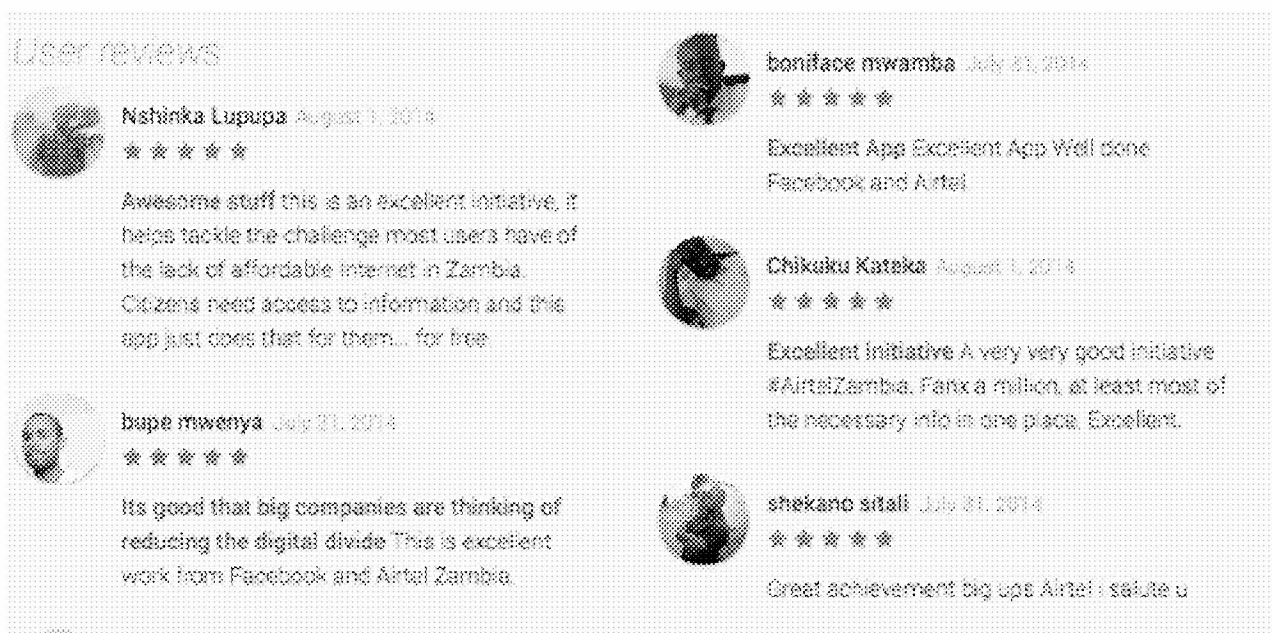 User reviews
Nshinka Lupupa August 1, 2014
★ ★ ★ ★ ★
Awesome stuff this is an excellent initiative, it
helps tackle the challenge most users have of
the lack of affordable internet in Zambia.
Citizens need access to information and this
app just does that for them... for free
bupe mwenya July 31, 2014
★ ★ ★ ★ ★
Its good that big companies are thinking of
reducing the digital divide This is excellent
work from Facebook and Airtel Zambia.
boniface mwamba July 31, 2014
★ ★ ★ ★ ★
Excellent App Excellent App Well done
Facebook and Airtel
Chikuku Kateka August 1, 2014
★ ★ ★ ★ ★
Excellent Initiative A very very good initiative
#AirtelZambia. Fanx a million, at least most of
the necessary info in one place. Excellent.
shekano sitali July 31, 2014
★ ★ ★ ★ ★
Great achievement big ups Airtel i salute u